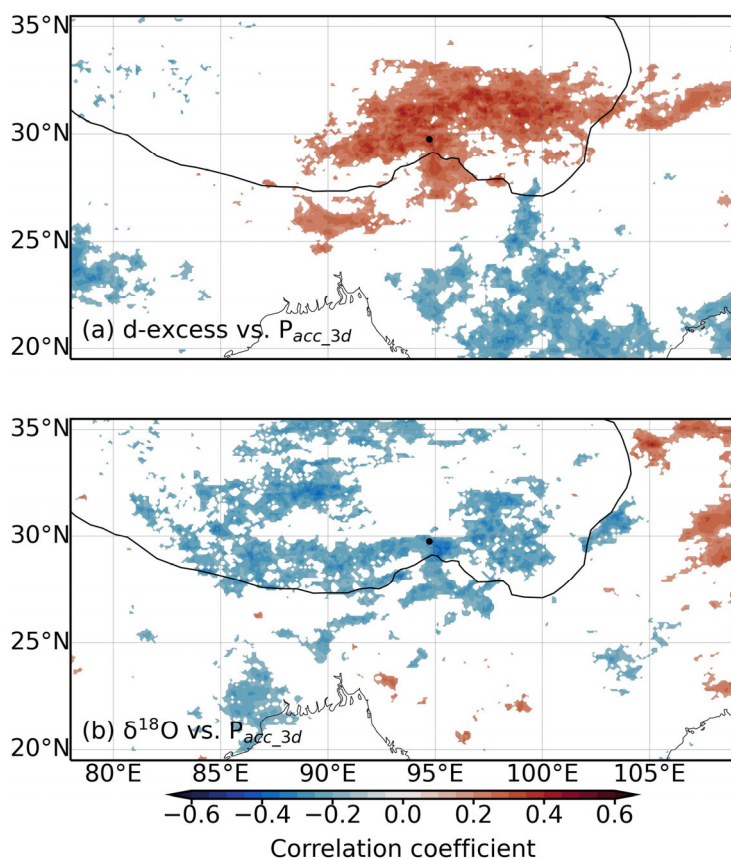 35°N
30°N
25°N
20°N
(a) d-excess vs. P_acc_3d
35°N
30°N
25°N
20°N
(b) δ¹⁸O vs. P_acc_3d
80°E 85°E 90°E 95°E 100°E 105°E
−0.6 −0.4 −0.2 0.0 0.2 0.4 0.6
Correlation coefficient